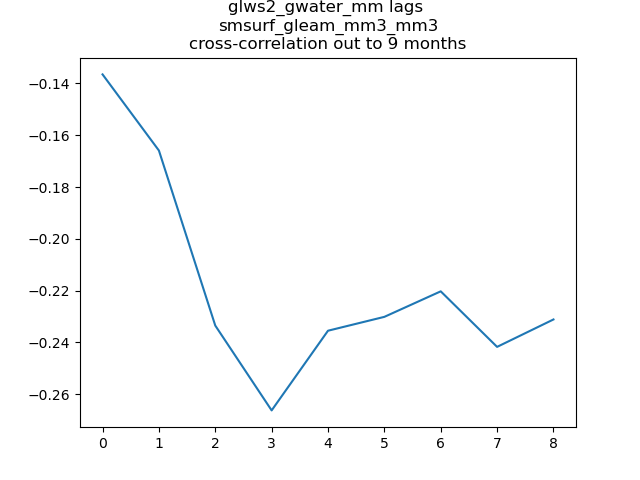 glws2_gwater_mm lags
smsurf_gleam_mm3_mm3
cross-correlation out to 9 months
−0.14
−0.16
−0.18
−0.20
−0.22
−0.24
−0.26
0 1 2 3 4 5 6 7 8